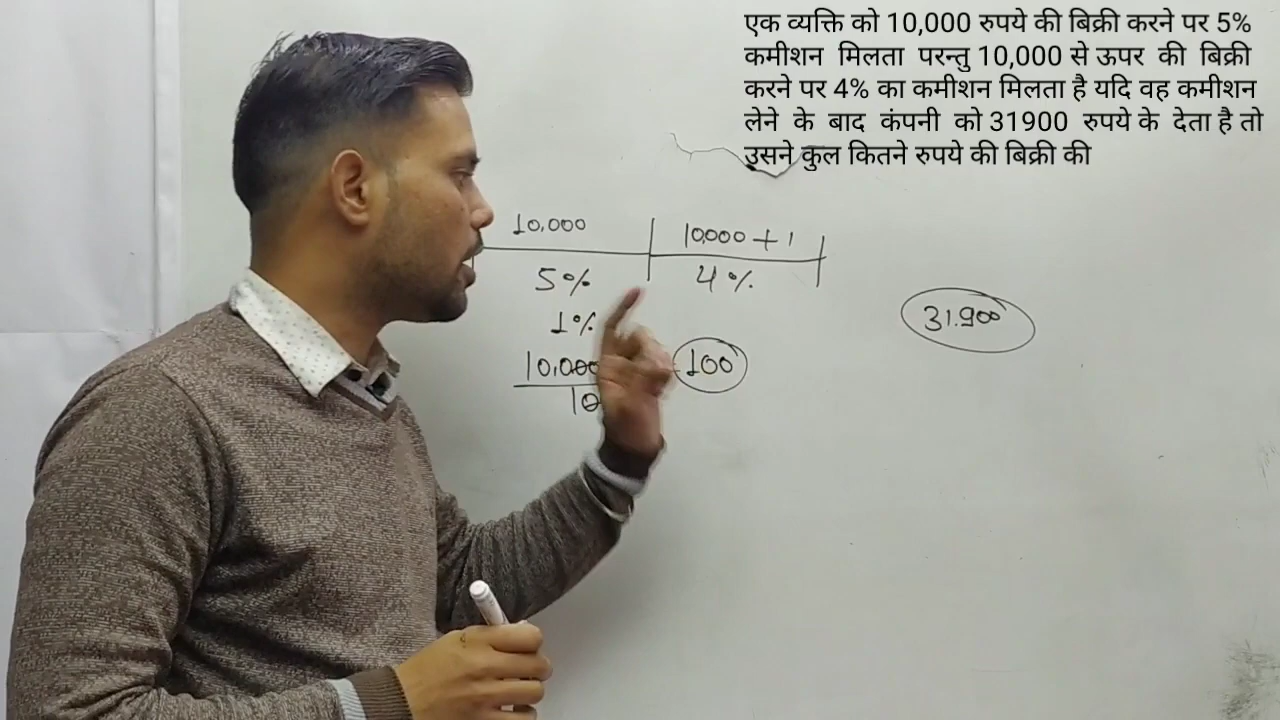 एक व्यक्ति को 10,000 रुपये की बिक्री करने पर 5%
कमीशन मिलता परन्तु 10,000 से ऊपर की बिक्री
करने पर 4% का कमीशन मिलता है यदि वह कमीशन
लेने के बाद कंपनी को 31900 रुपये के देता है तो
उसने कुल कितने रुपये की बिक्री की
10,000 10,000 + 1
5% 4%
31.900
1%
10,000 100
10